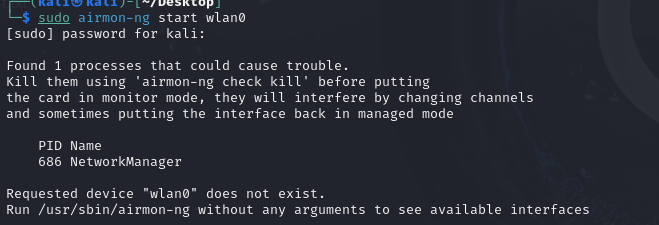 ┌──(kali㉿kali)-[~/Desktop]
└─$ sudo airmon-ng start wlan0
[sudo] password for kali:
Found 1 processes that could cause trouble.
Kill them using 'airmon-ng check kill' before putting
the card in monitor mode, they will interfere by changing channels
and sometimes putting the interface back in managed mode
PID Name
686 NetworkManager
Requested device "wlan0" does not exist.
Run /usr/sbin/airmon-ng without any arguments to see available interfaces